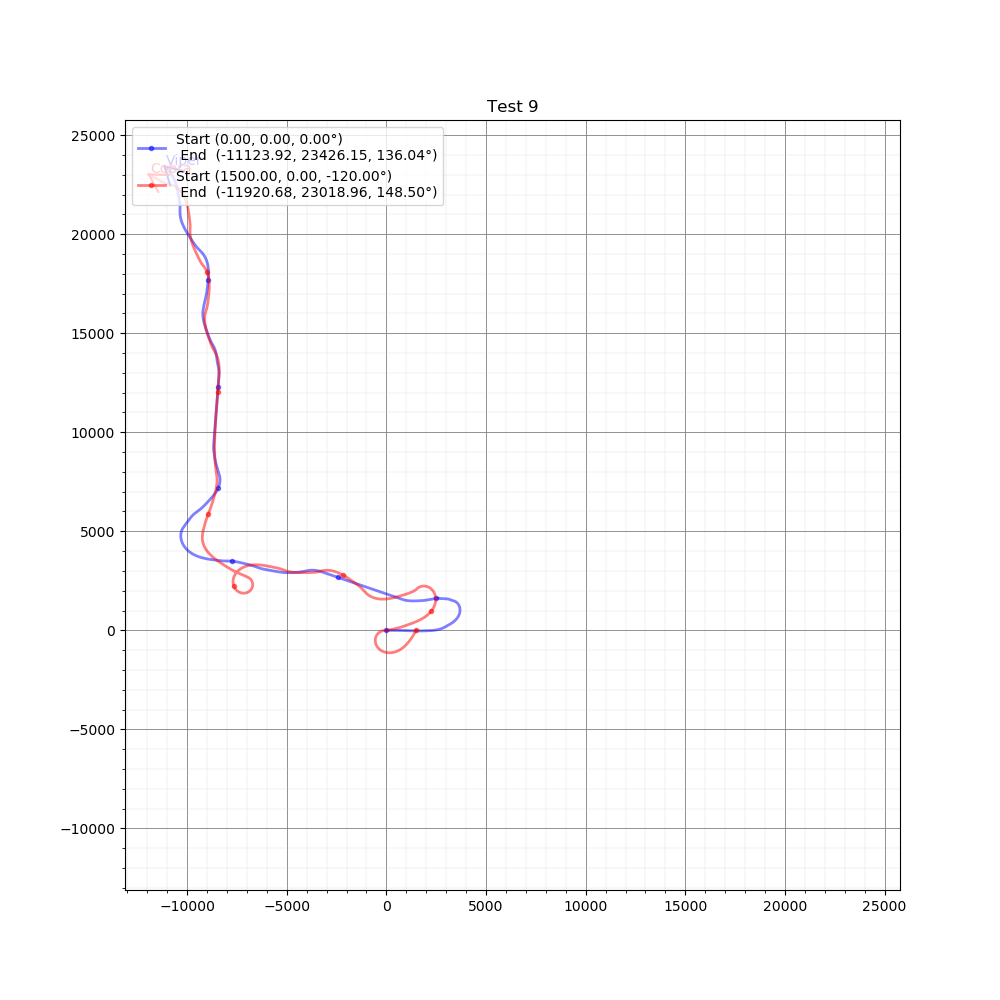 Test 9
Start (0.00, 0.00, 0.00°)
End (-11123.92, 23426.15, 136.04°)
Start (1500.00, 0.00, -120.00°)
End (-11920.68, 23018.96, 148.50°)
Viper
25000
20000
15000
10000
5000
0
−5000
−10000
−10000 −5000 0 5000 10000 15000 20000 25000